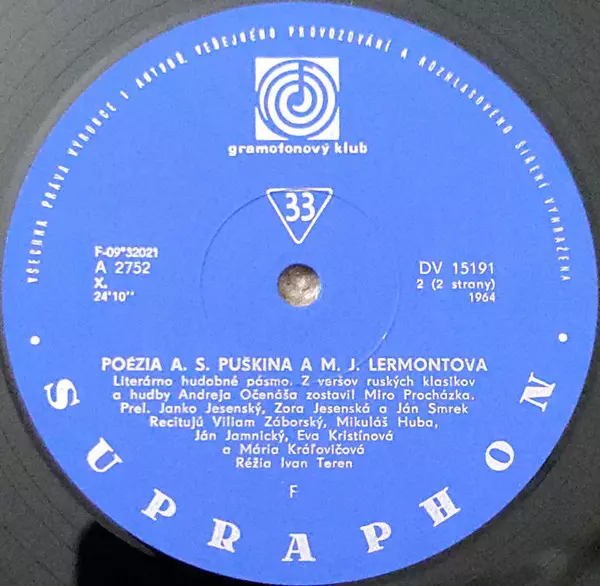 VŠECHNA PRÁVA VÝROBCE I AUTORŮ, VEŘEJNÉHO PROVOZOVÁNÍ A ROZHLASOVÉHO ŠÍŘENÍ VYHRAŽENA
gramofonový klub
33
F-09*32021
A 2752
X.
24'10''
DV 15191
2 (2 strany)
1964
POÉZIA A. S. PUŠKINA A M. J. LERMONTOVA
Literárno hudobné pásmo. Z veršov ruských klasikov
a hudby Andreja Očenáša zostavil Miro Procházka.
Prel. Janko Jesenský, Zora Jesenská a Ján Smrek
Recitujú Viliam Záborský, Mikuláš Huba,
Ján Jamnický, Eva Kristínová
a Mária Kráľovičová
Réžia Ivan Teren
F
• SUPRAPHON •